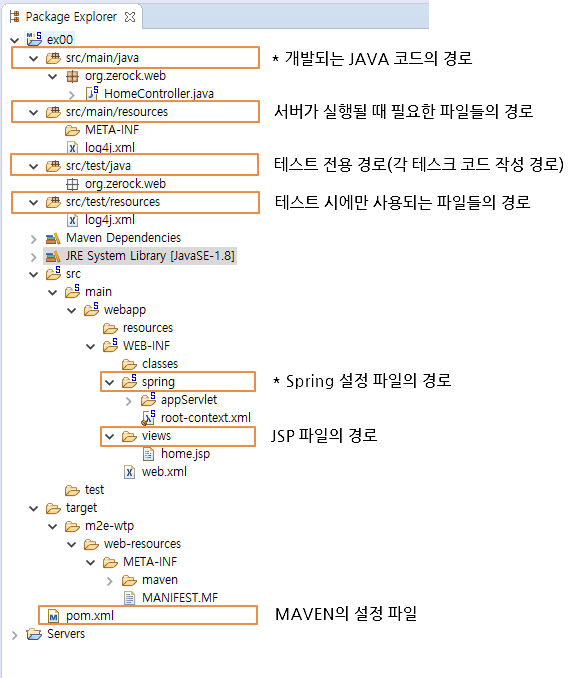 Package Explorer
ex00
src/main/java * 개발되는 JAVA 코드의 경로
org.zerock.web
HomeController.java
src/main/resources 서버가 실행될 때 필요한 파일들의 경로
META-INF
log4j.xml
src/test/java 테스트 전용 경로(각 테스크 코드 작성 경로)
org.zerock.web
src/test/resources 테스트 시에만 사용되는 파일들의 경로
log4j.xml
Maven Dependencies
JRE System Library [JavaSE-1.8]
src
main
webapp
resources
WEB-INF
classes
spring * Spring 설정 파일의 경로
appServlet
root-context.xml
views JSP 파일의 경로
home.jsp
web.xml
test
target
m2e-wtp
web-resources
META-INF
maven
MANIFEST.MF
pom.xml MAVEN의 설정 파일
Servers